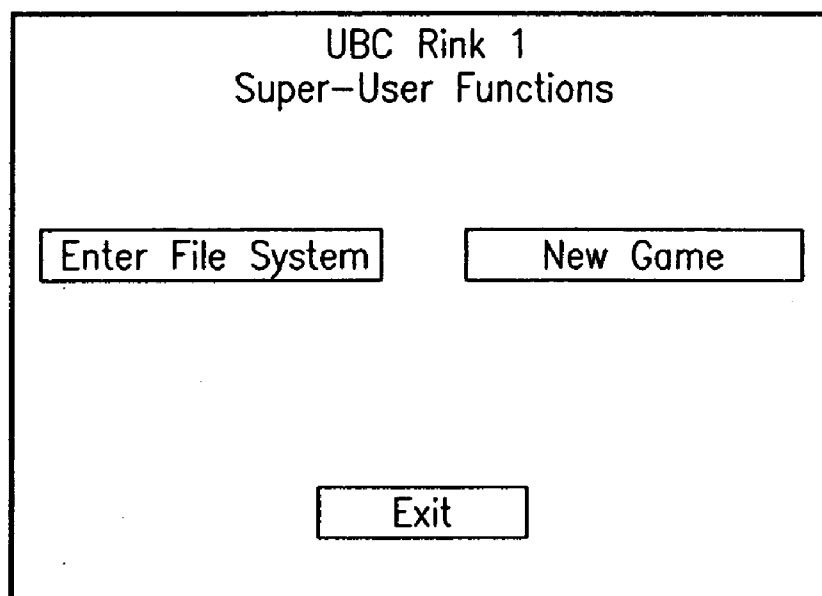 UBC Rink 1
Super-User Functions
Enter File System
New Game
Exit